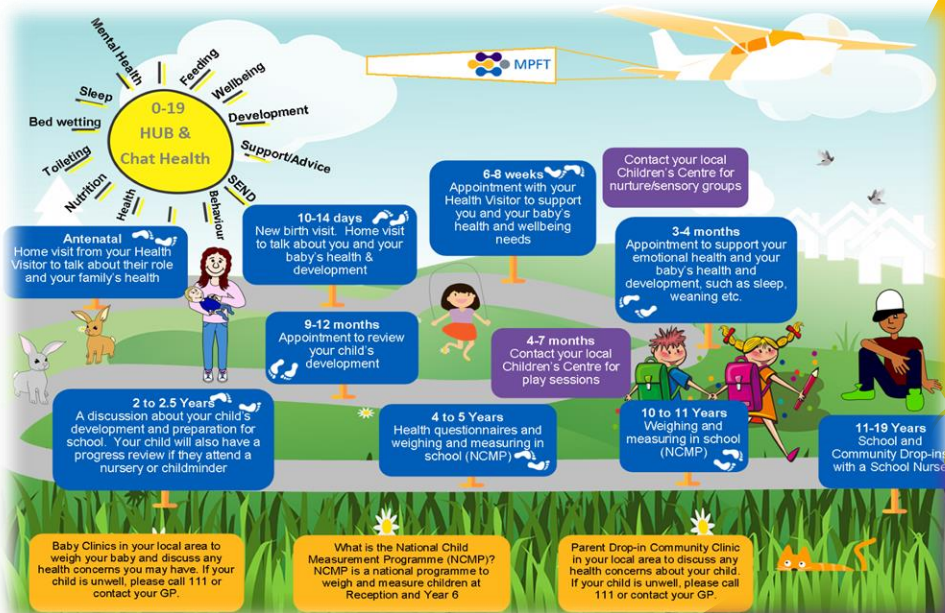 MPFT
Mental Health
Feeding
Sleep
Wellbeing
Bed wetting
Development
Toileting
Support/Advice
Nutrition
SEND
Health
Behaviour
0-19
HUB &
Chat Health
Antenatal
Home visit from your Health
Visitor to talk about their role
and your family's health
10-14 days
New birth visit. Home visit
to talk about you and your
baby's health &
development
6-8 weeks
Appointment with your
Health Visitor to support
you and your baby's
health and wellbeing
needs
Contact your local
Children's Centre for
nurture/sensory groups
3-4 months
Appointment to support your
emotional health and your
baby's health and
development, such as sleep,
weaning etc.
4-7 months
Contact your local
Children's Centre for
play sessions
9-12 months
Appointment to review
your child's
development
2 to 2.5 Years
A discussion about your child's
development and preparation for
school. Your child will also have a
progress review if they attend a
nursery or childminder
4 to 5 Years
Health questionnaires and
weighing and measuring in
school (NCMP)
10 to 11 Years
Weighing and
measuring in school
(NCMP)
11-19 Years
School and
Community Drop-ins
with a School Nurse
Baby Clinics in your local area to
weigh your baby and discuss any
health concerns you may have. If your
child is unwell, please call 111 or
contact your GP.
What is the National Child
Measurement Programme (NCMP)?
NCMP is a national programme to
weigh and measure children at
Reception and Year 6
Parent Drop-in Community Clinic
in your local area to discuss any
health concerns about your child.
If your child is unwell, please call
111 or contact your GP.